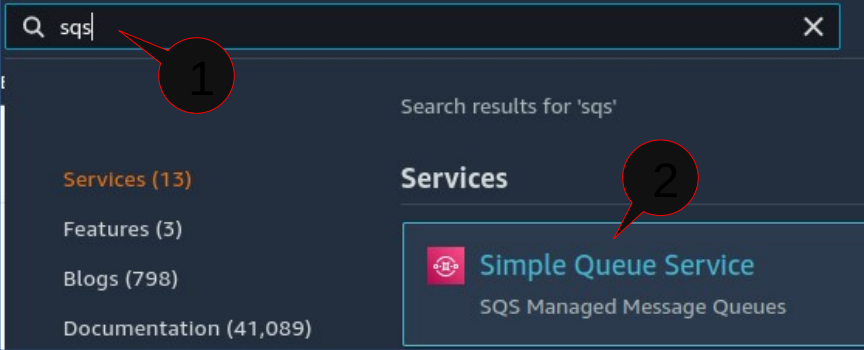 sqs
1
Search results for 'sqs'
Services (13)
Features (3)
Blogs (798)
Documentation (41,089)
Services
2
Simple Queue Service
SQS Managed Message Queues